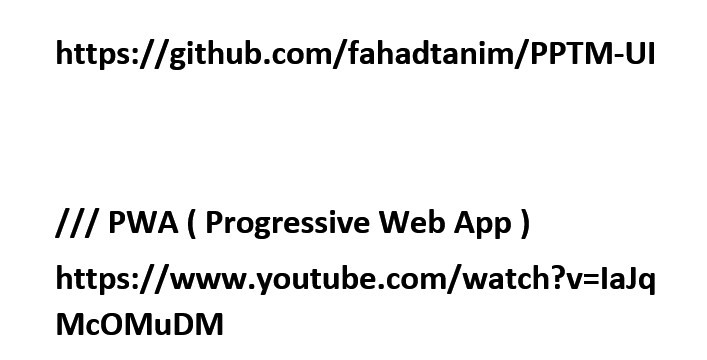 https://github.com/fahadtanim/PPTM-UI
/// PWA ( Progressive Web App )
https://www.youtube.com/watch?v=IaJq
McOMuDM